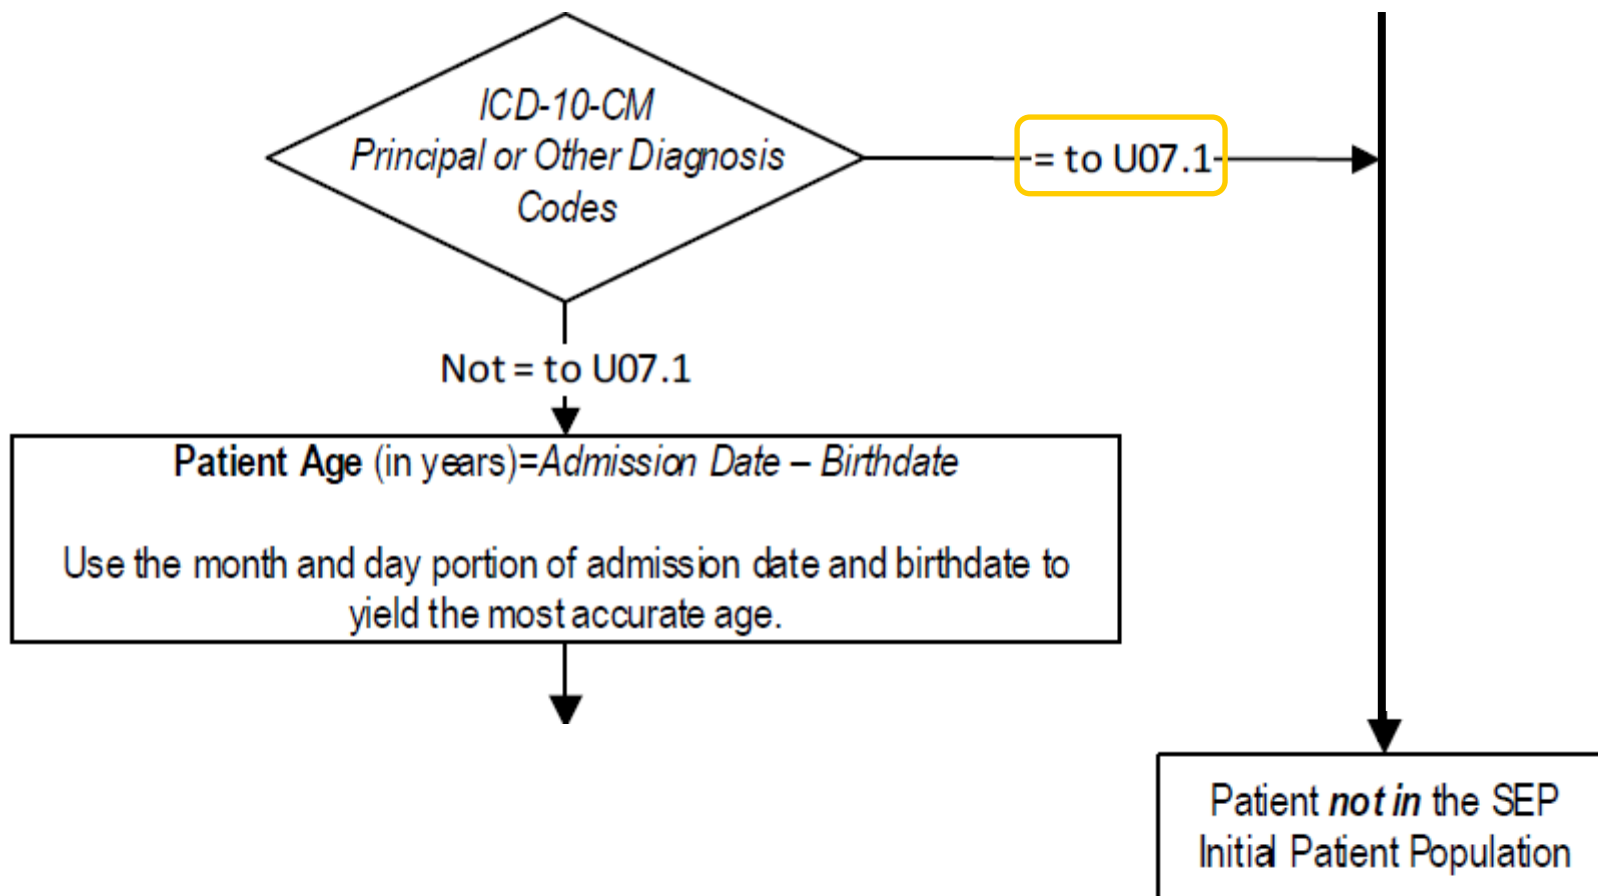 ICD-10-CM
Principal or Other Diagnosis
Codes
= to U07.1
Not = to U07.1
Patient Age (in years)=Admission Date – Birthdate
Use the month and day portion of admission date and birthdate to
yield the most accurate age.
Patient not in the SEP
Initial Patient Population